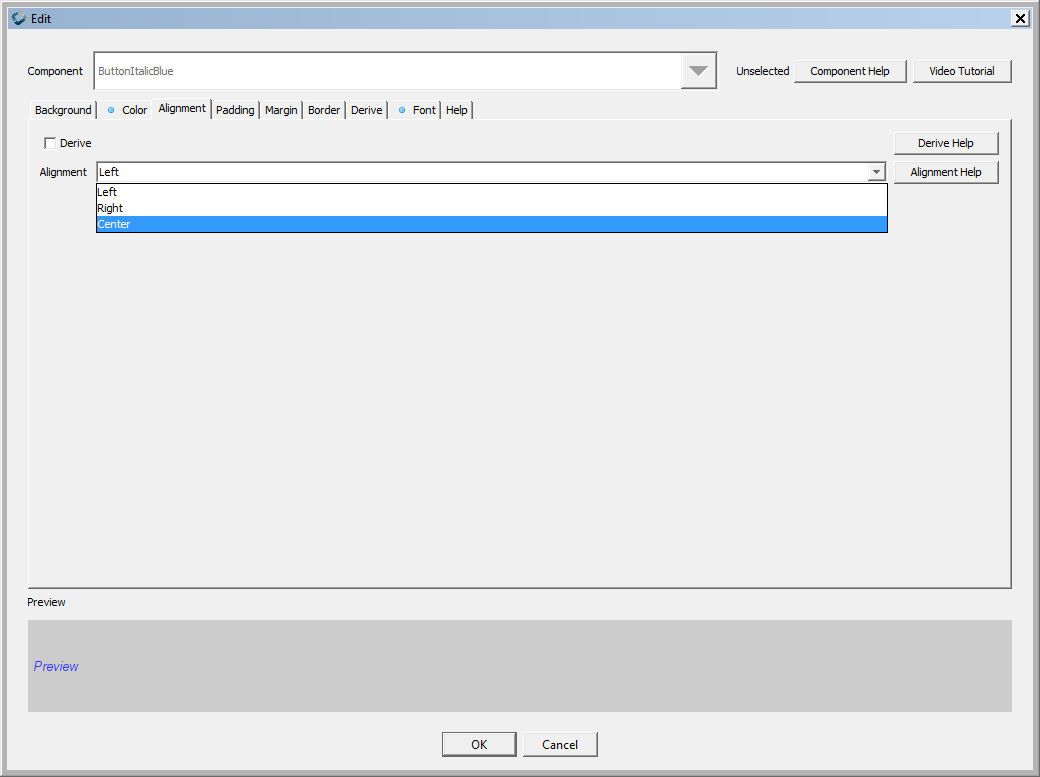 Edit
Component ButtonItalicBlue Unselected Component Help Video Tutorial
Background Color Alignment Padding Margin Border Derive Font Help
Derive Derive Help
Alignment Left Alignment Help
Left
Right
Center
Preview
Preview
OK Cancel